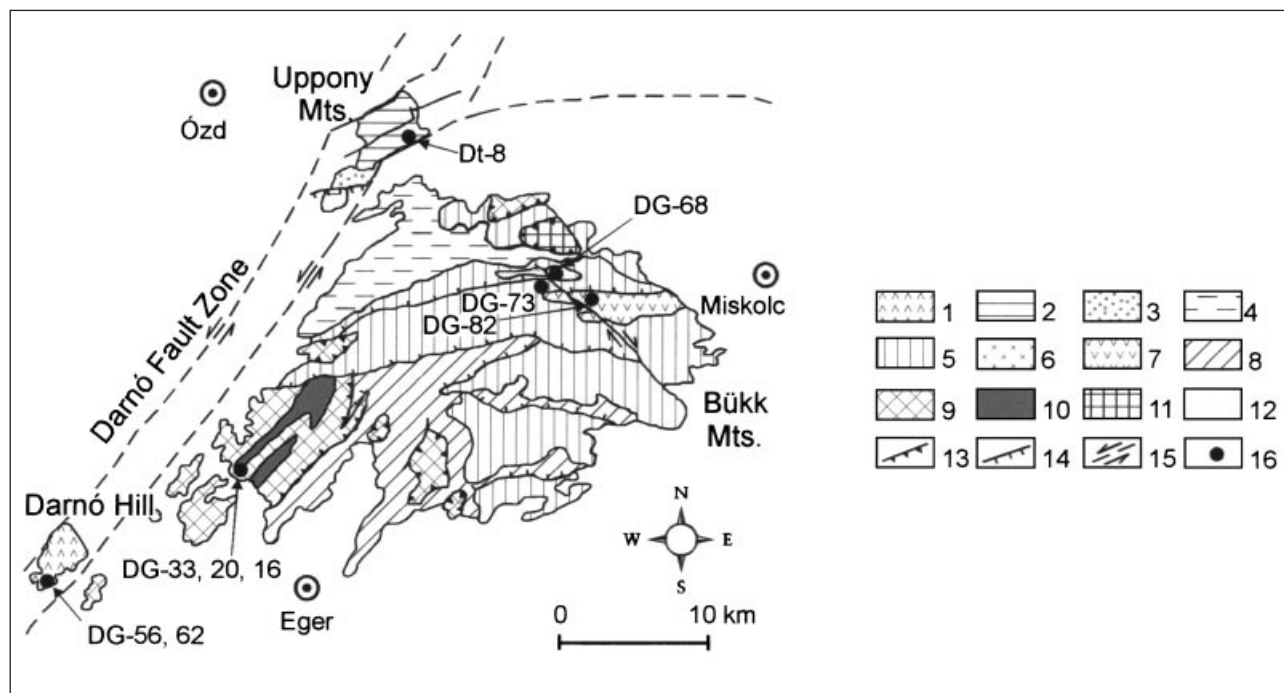 Uppony
Mts.
Ózd
Dt-8
DG-68
Darnó Fault Zone
DG-73
DG-82
Miskolc
Bükk
Mts.
Darnó Hill
DG-33, 20, 16
Eger
DG-56, 62
N
W E
S
0 10 km
1 2 3 4
5 6 7 8
9 10 11 12
13 14 15 16